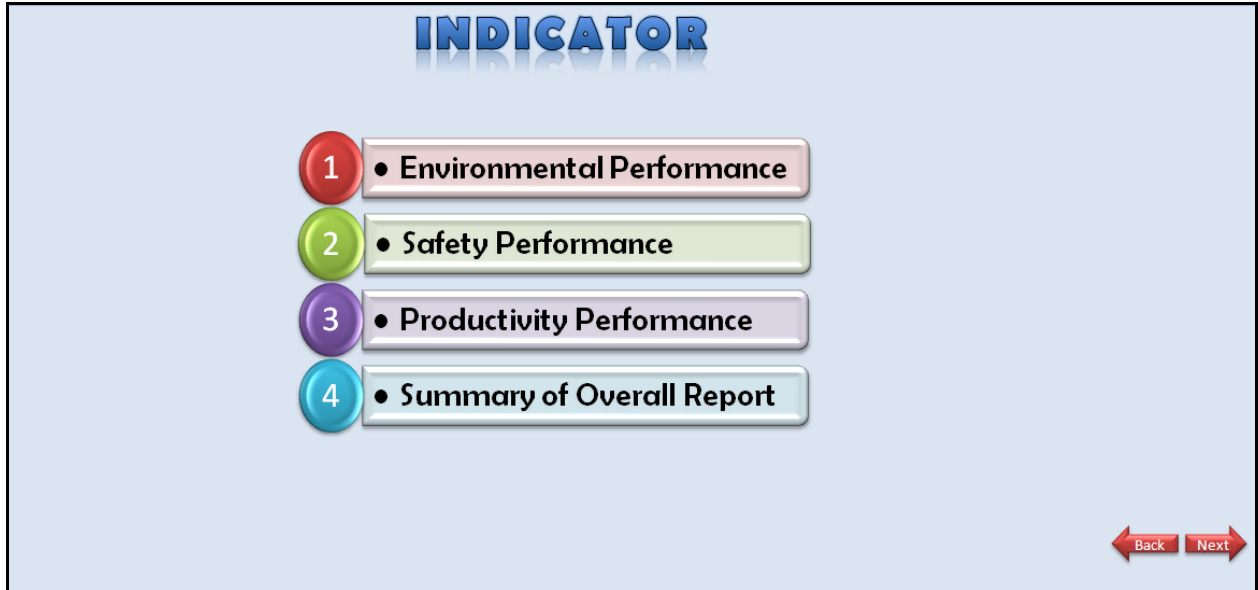 INDICATOR
1 • Environmental Performance
2 • Safety Performance
3 • Productivity Performance
4 • Summary of Overall Report
Back Next